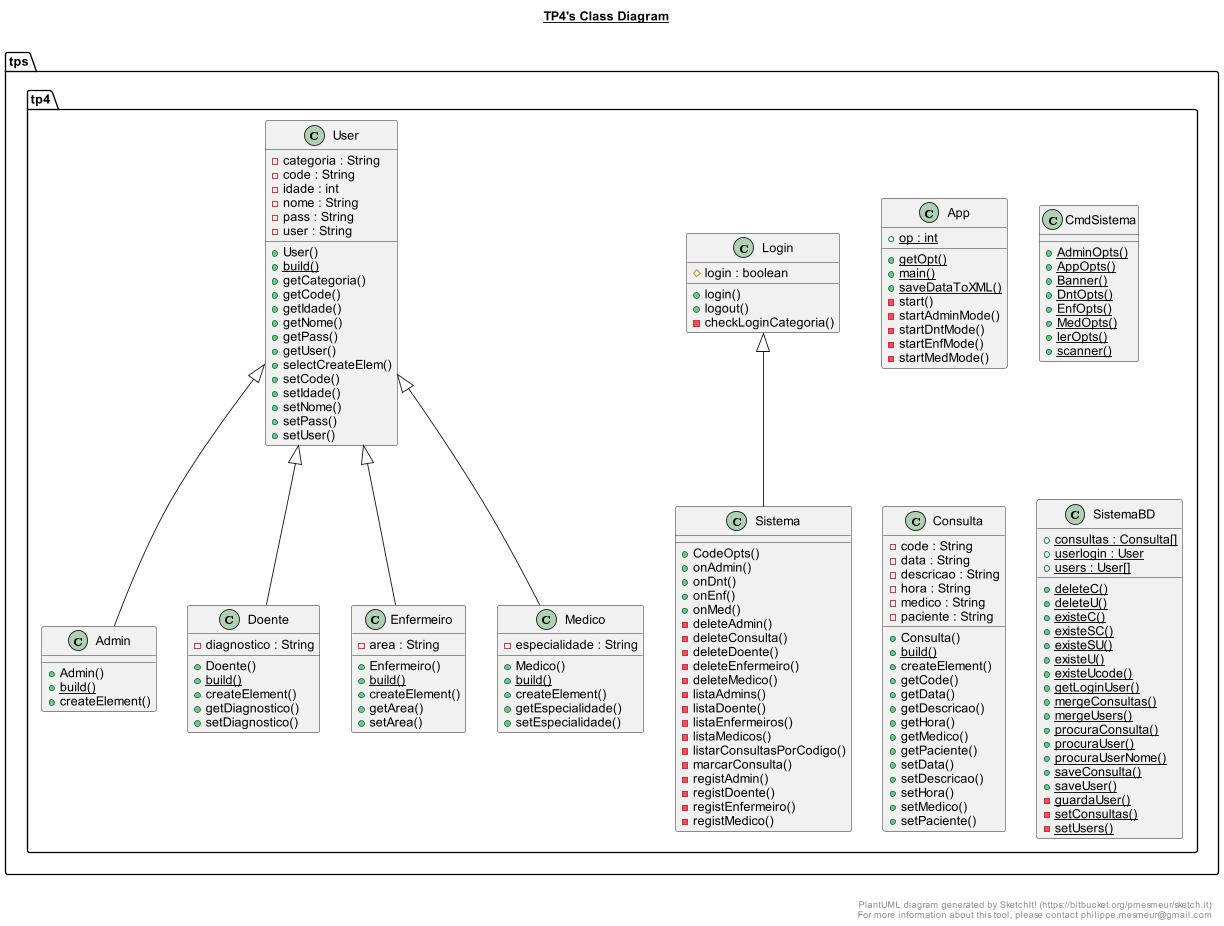 TP4's Class Diagram
tps
tp4
C User
categoria : String
code : String
idade : int
nome : String
pass : String
user : String
User()
build()
getCategoria()
getCode()
getIdade()
getNome()
getPass()
getUser()
selectCreateElem()
setCode()
setIdade()
setNome()
setPass()
setUser()
C Login
login : boolean
login()
logout()
checkLoginCategoria()
C App
op : int
getOpt()
main()
saveDataToXML()
start()
startAdminMode()
startDntMode()
startEnfMode()
startMedMode()
C CmdSistema
AdminOpts()
AppOpts()
Banner()
DntOpts()
EnfOpts()
MedOpts()
lerOpts()
scanner()
C Admin
Admin()
build()
createElement()
C Doente
diagnostico : String
Doente()
build()
createElement()
getDiagnostico()
setDiagnostico()
C Enfermeiro
area : String
Enfermeiro()
build()
createElement()
getArea()
setArea()
C Medico
especialidade : String
Medico()
build()
createElement()
getEspecialidade()
setEspecialidade()
C Sistema
CodeOpts()
onAdmin()
onDnt()
onEnf()
onMed()
deleteAdmin()
deleteConsulta()
deleteDoente()
deleteEnfermeiro()
deleteMedico()
listaAdmins()
listaDoente()
listaEnfermeiros()
listaMedicos()
listarConsultasPorCodigo()
marcarConsulta()
registAdmin()
registDoente()
registEnfermeiro()
registMedico()
C Consulta
code : String
data : String
descricao : String
hora : String
medico : String
paciente : String
Consulta()
build()
createElement()
getCode()
getData()
getDescricao()
getHora()
getMedico()
getPaciente()
setData()
setDescricao()
setHora()
setMedico()
setPaciente()
C SistemaBD
consultas : Consulta[]
userlogin : User
users : User[]
deleteC()
deleteU()
existeC()
existeSC()
existeSU()
existeU()
existeUcode()
getLoginUser()
mergeConsultas()
mergeUsers()
procuraConsulta()
procuraUser()
procuraUserNome()
saveConsulta()
saveUser()
guardaUser()
setConsultas()
setUsers()
PlantUML diagram generated by SketchIt! (https://bitbucket.org/pmesmeur/sketch.it)
For more information about this tool, please contact philippe.mesmeur@gmail.com